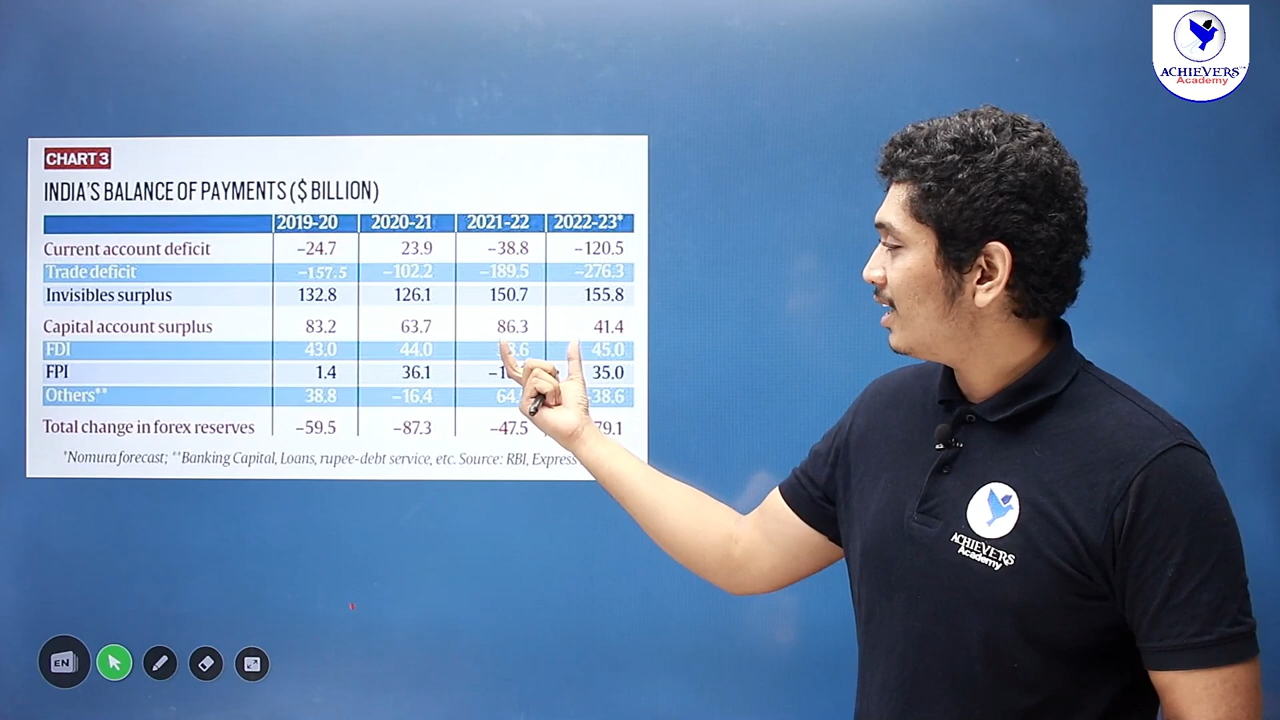 ACHIEVERS
Academy
CHART 3
INDIA'S BALANCE OF PAYMENTS ($ BILLION)
2019-20 2020-21 2021-22 2022-23*
Current account deficit −24.7 23.9 −38.8 −120.5
Trade deficit −157.5 −102.2 −189.5 −276.3
Invisibles surplus 132.8 126.1 150.7 155.8
Capital account surplus 83.2 63.7 86.3 41.4
FDI 43.0 44.0 45.0
FPI 1.4 36.1 35.0
Others** 38.8 −16.4 −38.6
Total change in forex reserves −59.5 −87.3 −47.5
*Nomura forecast; **Banking Capital, Loans, rupee-debt service, etc. Source: RBI, Express
ACHIEVERS
Academy
EN